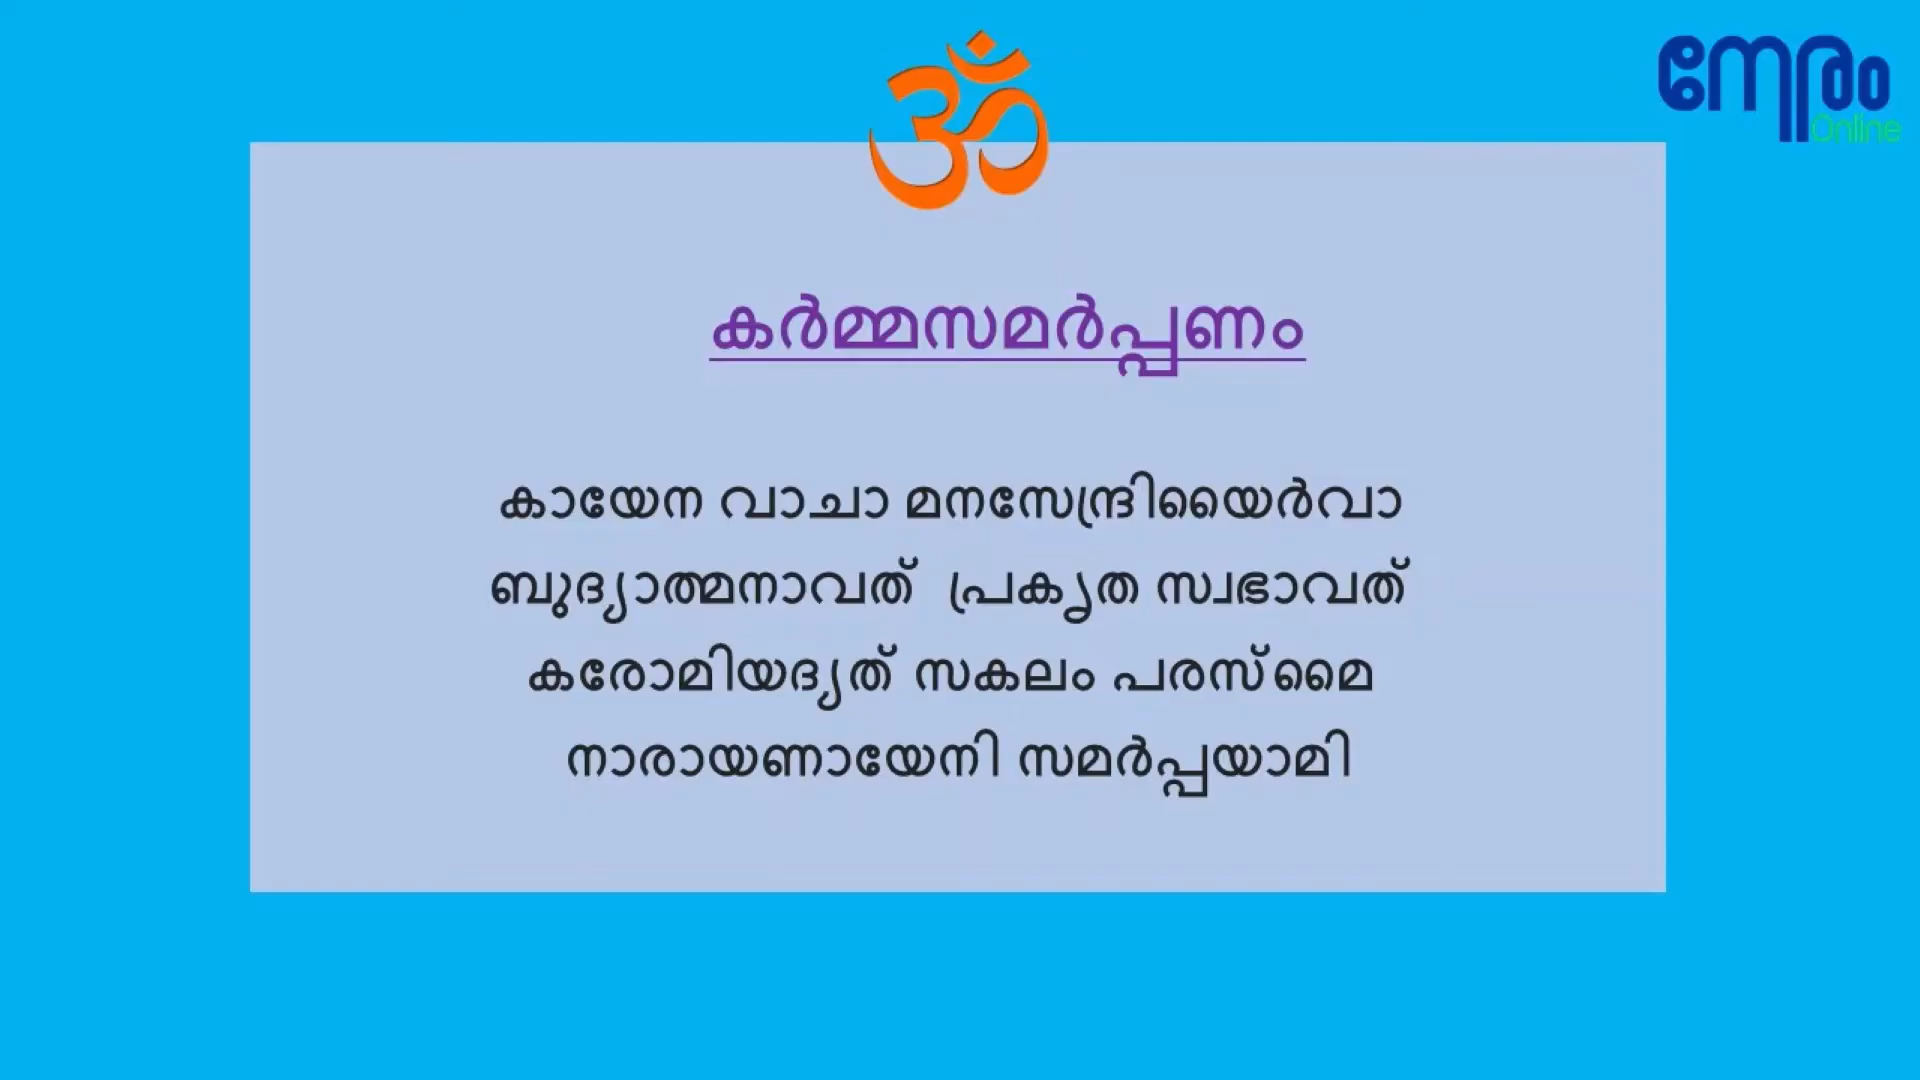 ॐ
നേരം
Online
കർമ്മസമർപ്പണം
കായേന വാചാ മനസേന്ദ്രിയൈർവാ
ബുദ്യാത്മനാവത് പ്രകൃത സ്വഭാവത്
കരോമിയദ്യത് സകലം പരസ്മൈ
നാരായണായേനി സമർപ്പയാമി